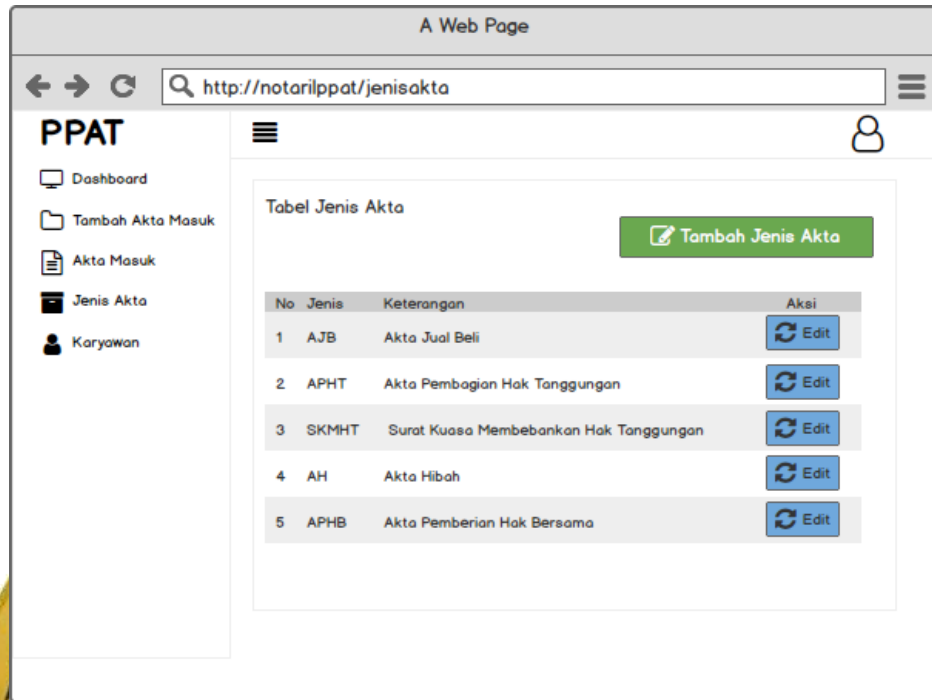 A Web Page
http://notarilppat/jenisakta
PPAT
Dashboard
Tambah Akta Masuk
Akta Masuk
Jenis Akta
Karyawan
Tabel Jenis Akta
Tambah Jenis Akta
No Jenis Keterangan Aksi
1 AJB Akta Jual Beli Edit
2 APHT Akta Pembagian Hak Tanggungan Edit
3 SKMHT Surat Kuasa Membebankan Hak Tanggungan Edit
4 AH Akta Hibah Edit
5 APHB Akta Pemberian Hak Bersama Edit